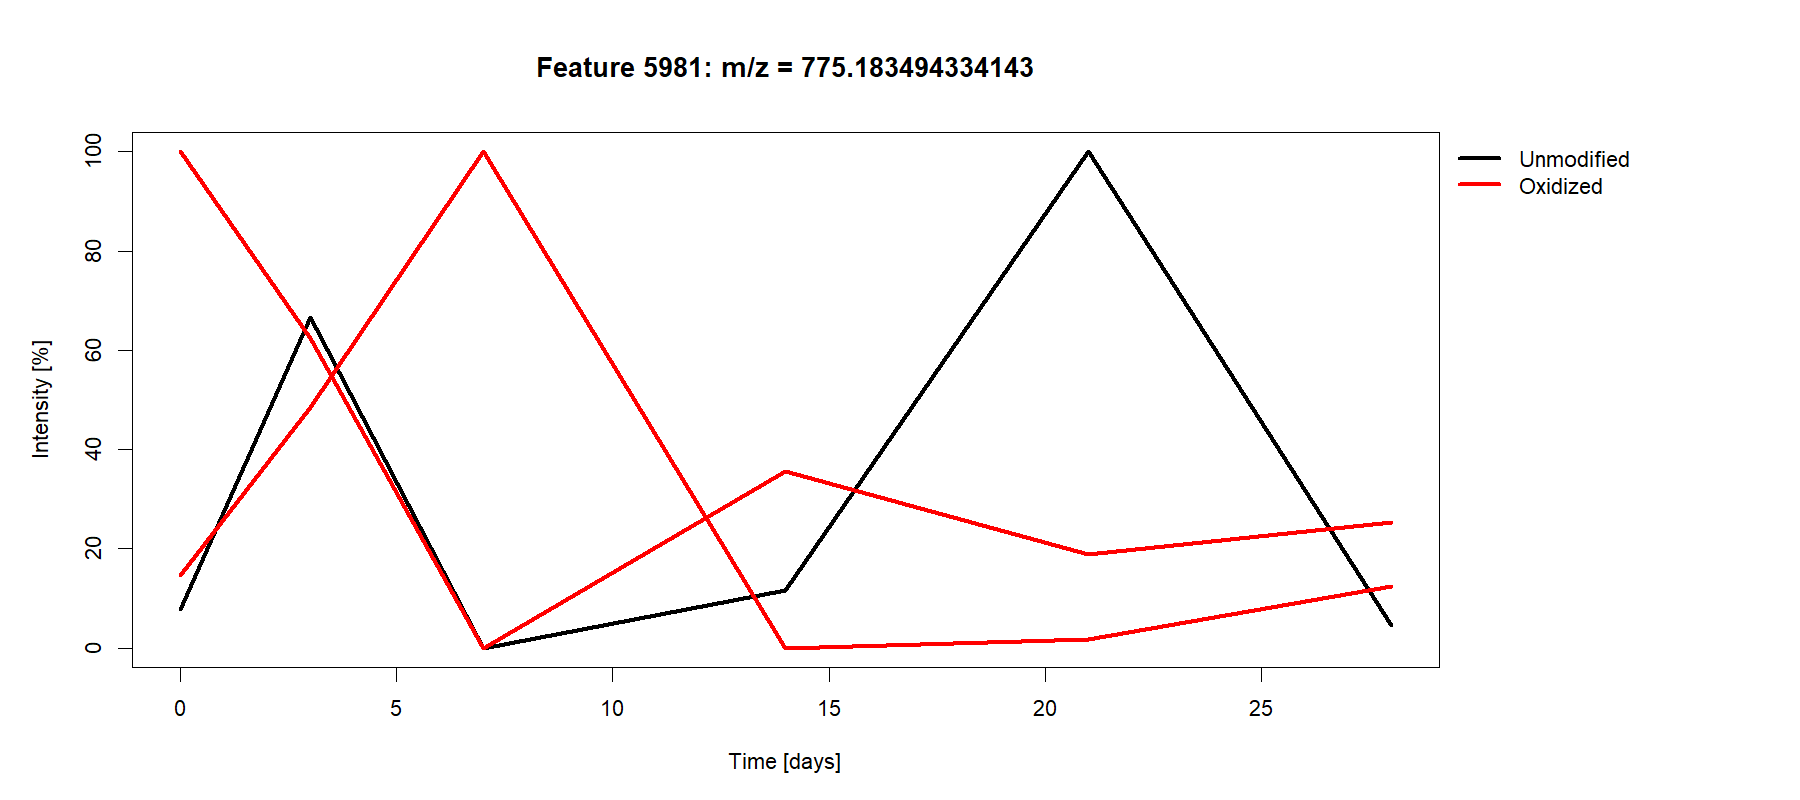 Feature 5981: m/z = 775.183494334143
Unmodified
Oxidized
Intensity [%]
100
80
60
40
20
0
0 5 10 15 20 25
Time [days]